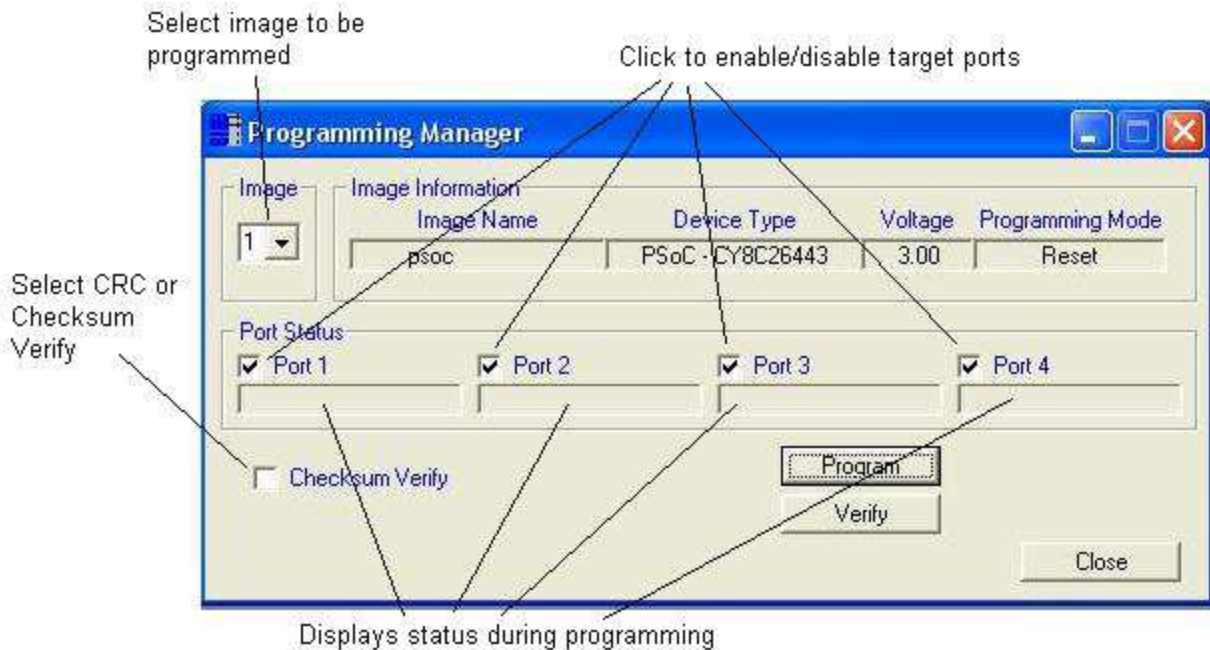 Select image to be
programmed
Click to enable/disable target ports
Programming Manager
Image
Image Information
Image Name
Device Type
Voltage
Programming Mode
1
psoc
PSoC - CY8C26443
3.00
Reset
Select CRC or
Checksum
Verify
Port Status
Port 1
Port 2
Port 3
Port 4
Checksum Verify
Program
Verify
Close
Displays status during programming